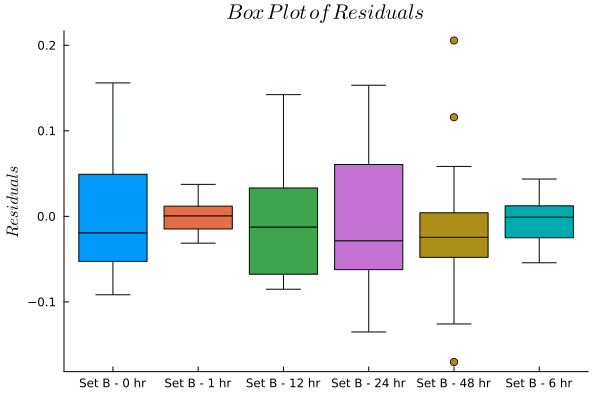 Box Plot of Residuals
0.2
0.1
0.0
−0.1
Residuals
Set B - 0 hr Set B - 1 hr Set B - 12 hr Set B - 24 hr Set B - 48 hr Set B - 6 hr